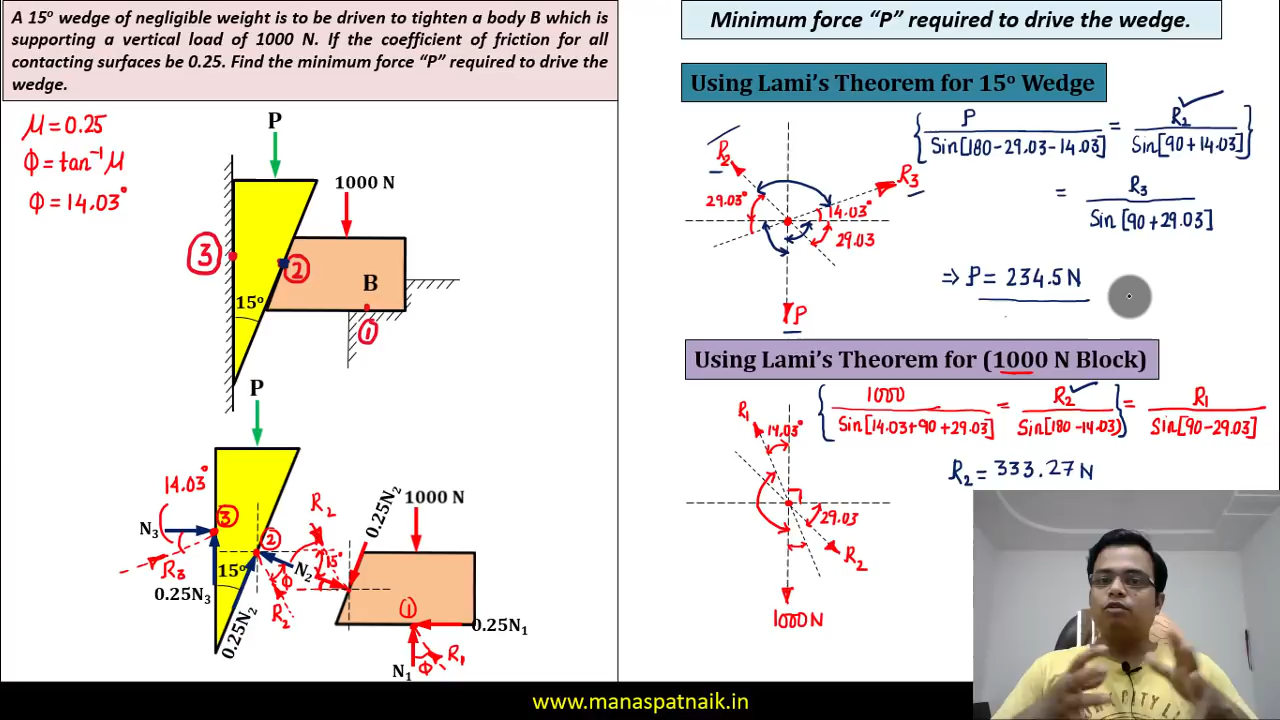 A 15º wedge of negligible weight is to be driven to tighten a body B which is
supporting a vertical load of 1000 N. If the coefficient of friction for all
contacting surfaces be 0.25. Find the minimum force “P” required to drive the
wedge.
μ = 0.25
Φ = tan⁻¹ μ
Φ = 14.03°
P
1000 N
3
2
B
15º
1
P
14.03°
N₃
3
R₃
0.25N₃
15º
2
R₂
N₂
Φ
R₂
0.25N₂
15°
0.25N₂
1000 N
1
0.25N₁
N₁
Φ
R₁
Minimum force “P” required to drive the wedge.
Using Lami’s Theorem for 15º Wedge
R₂
R₃
29.03°
14.03°
29.03
P
P / Sin[180-29.03-14.03] = R₂ / Sin[90+14.03]
= R₃ / Sin[90+29.03]
⇒ P = 234.5 N
Using Lami’s Theorem for (1000 N Block)
R₁
14.03°
29.03
R₂
1000N
1000 / Sin[14.03+90+29.03] = R₂ / Sin[180-14.03) = R₁ / Sin[90-29.03]
R₂ = 333.27 N
www.manaspatnaik.in